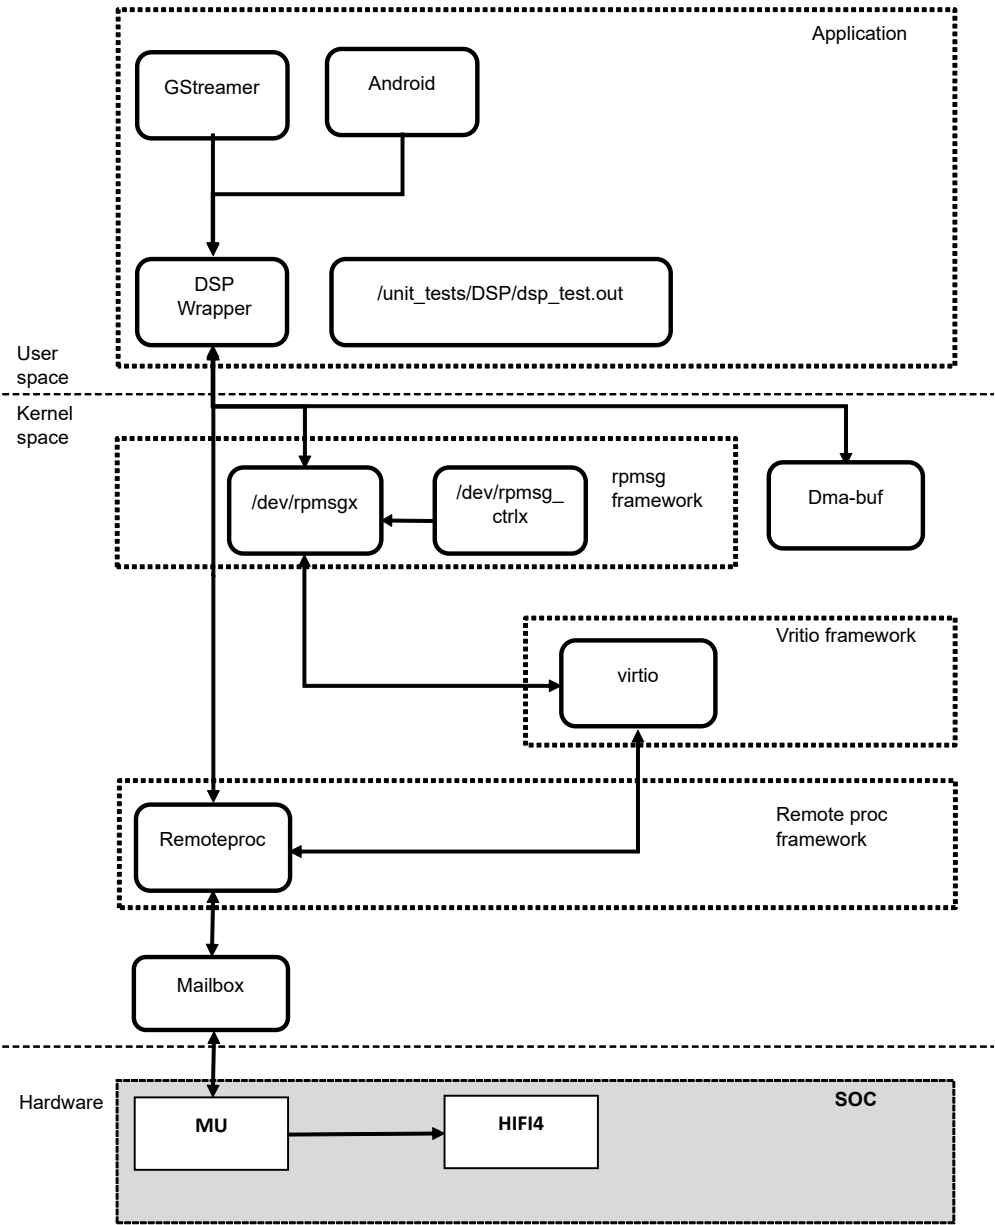 Application
GStreamer
Android
DSP
Wrapper
/unit_tests/DSP/dsp_test.out
User
space
Kernel
space
/dev/rpmsgx
/dev/rpmsg_
ctrlx
rpmsg
framework
Dma-buf
Vritio framework
virtio
Remoteproc
Remote proc
framework
Mailbox
Hardware
MU
HIFI4
SOC